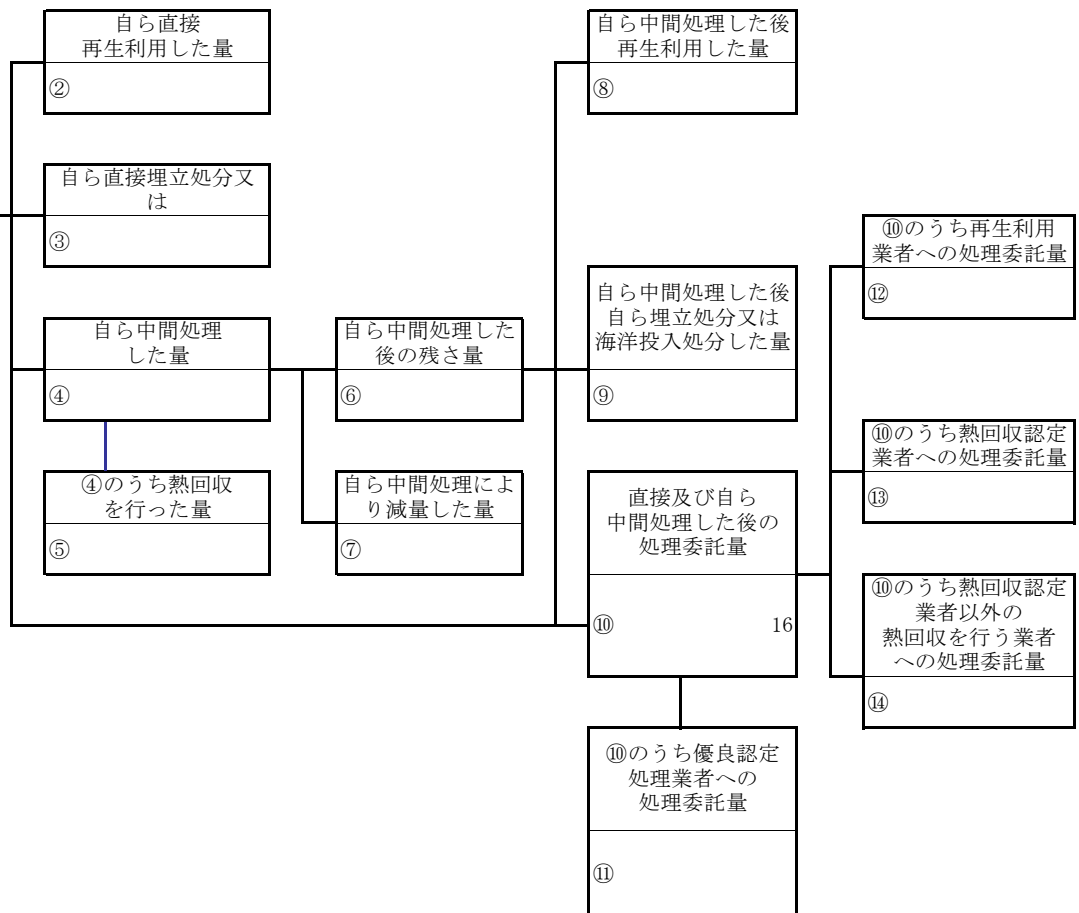 自ら直接
再生利用した量
②
自ら直接埋立処分又
は
③
自ら中間処理
した量
④
④のうち熱回収
を行った量
⑤
自ら中間処理した
後の残さ量
⑥
自ら中間処理によ
り減量した量
⑦
自ら中間処理した後
再生利用した量
⑧
自ら中間処理した後
自ら埋立処分又は
海洋投入処分した量
⑨
直接及び自ら
中間処理した後の
処理委託量
⑩ 16
⑩のうち優良認定
処理業者への
処理委託量
⑪
⑩のうち再生利用
業者への処理委託量
⑫
⑩のうち熱回収認定
業者への処理委託量
⑬
⑩のうち熱回収認定
業者以外の
熱回収を行う業者
への処理委託量
⑭